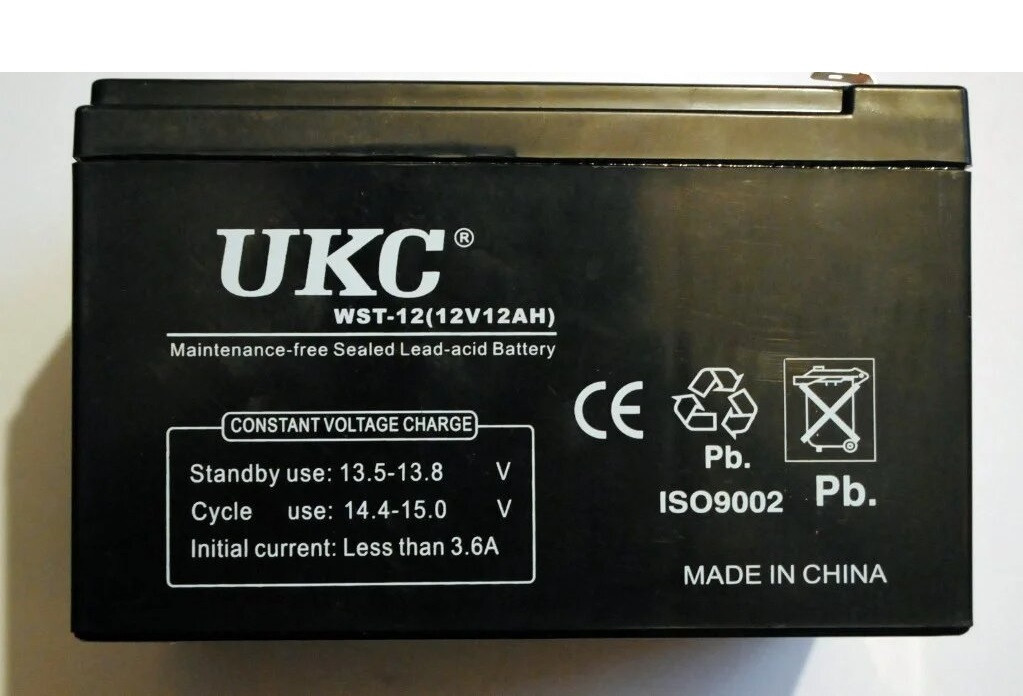 UKC®
WST-12(12V12AH)
Maintenance-free Sealed Lead-acid Battery
CONSTANT VOLTAGE CHARGE
Standby use: 13.5-13.8 V
Cycle use: 14.4-15.0 V
Initial current: Less than 3.6A
CE
Pb.
ISO9002
Pb.
MADE IN CHINA